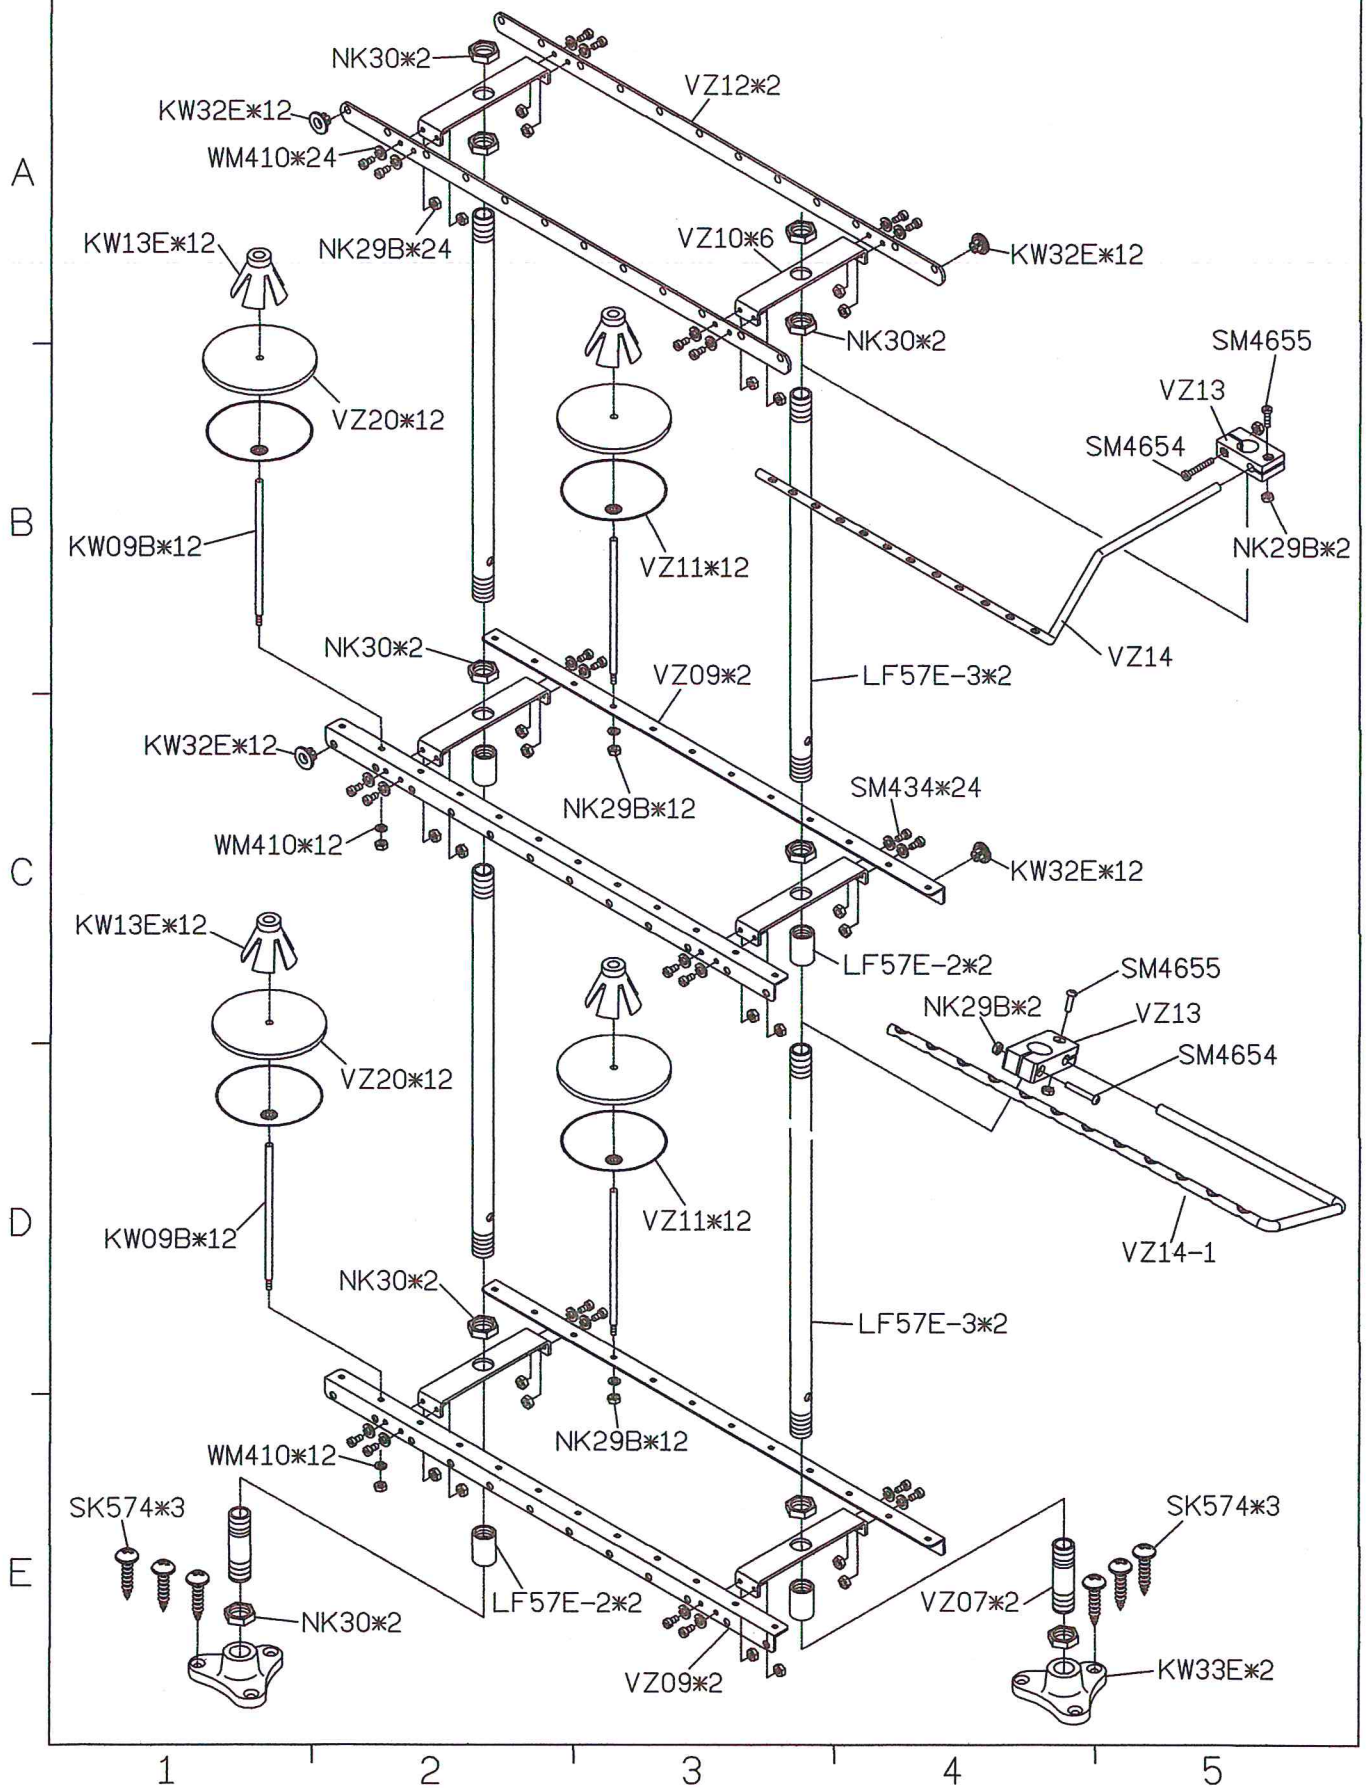 NK30*2
VZ12*2
KW32E*12
A
WM410*24
KW13E*12
NK29B*24
VZ10*6
KW32E*12
NK30*2
SM4655
VZ13
VZ20*12
SM4654
B
KW09B*12
VZ11*12
NK29B*2
NK30*2
VZ14
VZ09*2
LF57E-3*2
KW32E*12
SM434*24
NK29B*12
WM410*12
C
KW32E*12
KW13E*12
LF57E-2*2
SM4655
NK29B*2
VZ13
SM4654
VZ20*12
D
VZ11*12
KW09B*12
VZ14-1
NK30*2
LF57E-3*2
NK29B*12
WM410*12
SK574*3
SK574*3
E
LF57E-2*2
VZ07*2
NK30*2
VZ09*2
KW33E*2
1 2 3 4 5